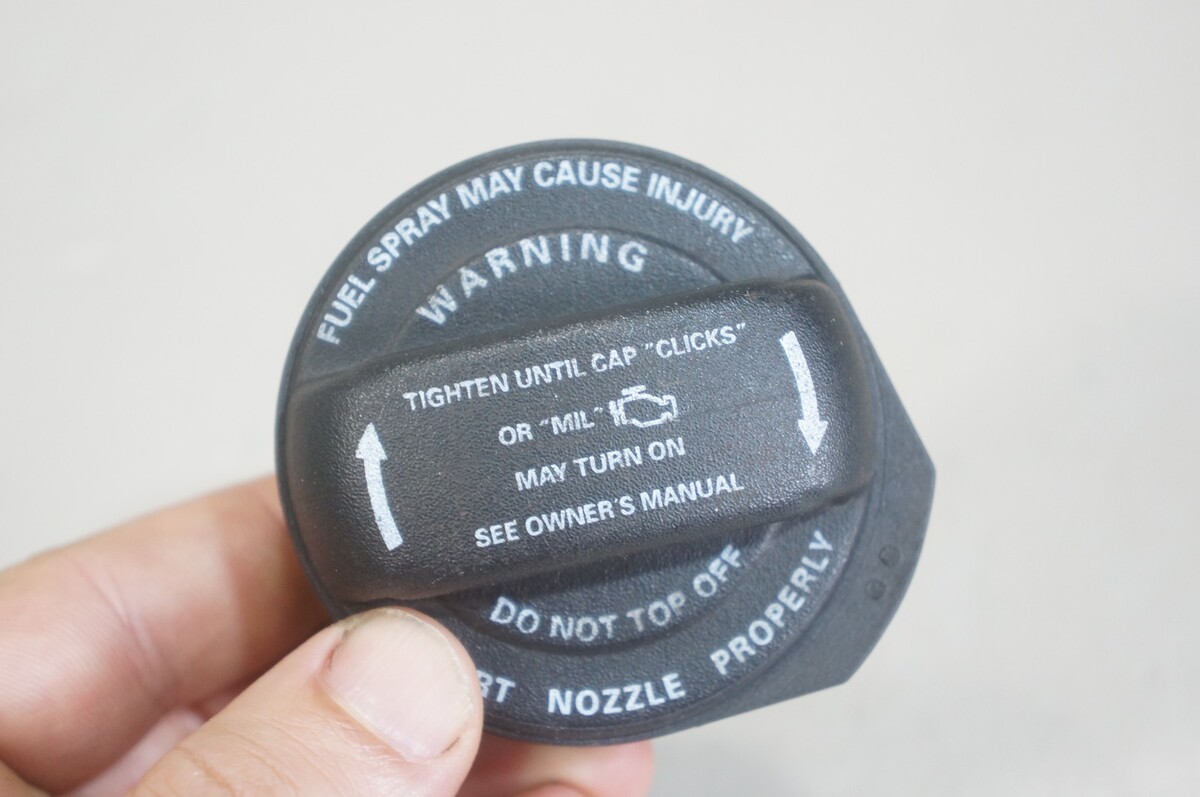 FUEL SPRAY MAY CAUSE INJURY
WARNING
TIGHTEN UNTIL CAP "CLICKS"
OR "MIL"
MAY TURN ON
SEE OWNER'S MANUAL
DO NOT TOP OFF
RT NOZZLE PROPERLY